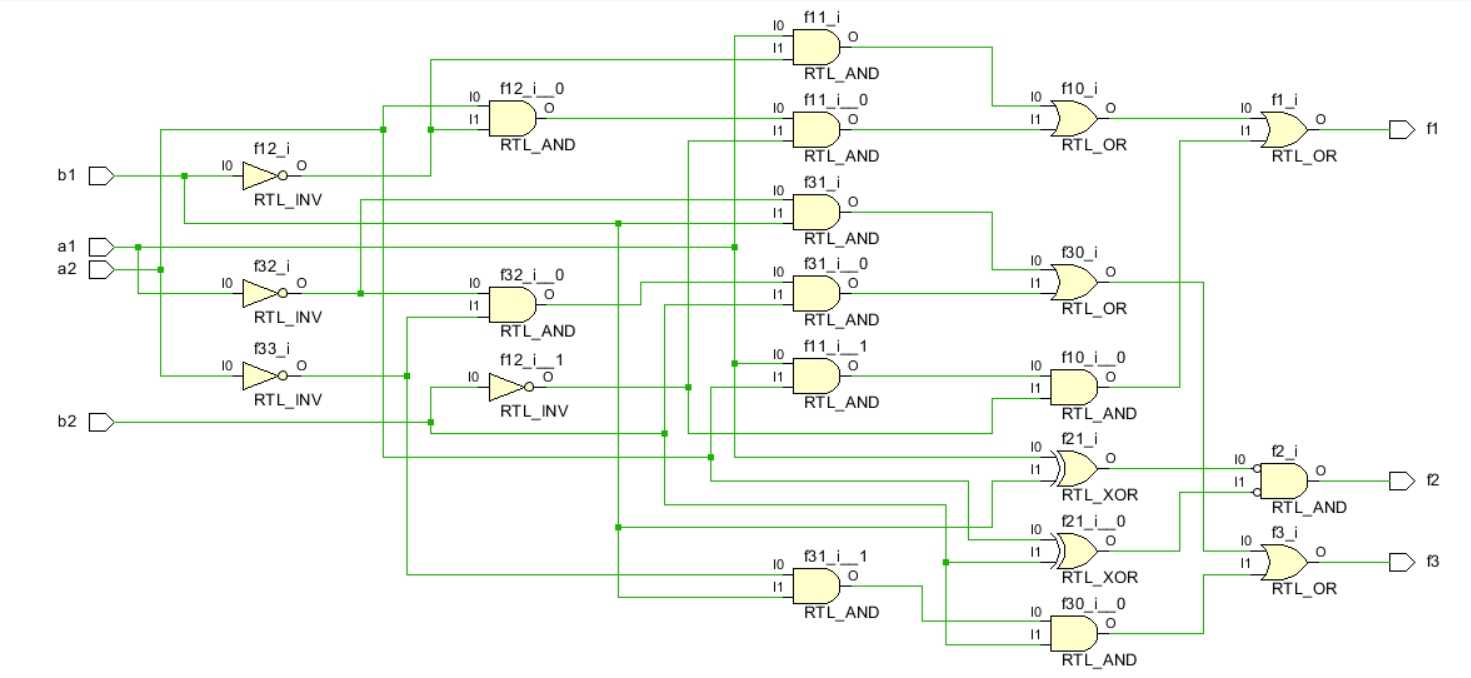 f11_i
I0
I1
O
RTL_AND
f12_i__0
I0
I1
O
RTL_AND
f11_i__0
I0
I1
O
RTL_AND
f10_i
I0
I1
O
RTL_OR
f1_i
I0
I1
O
RTL_OR
f1
b1
f12_i
I0
O
RTL_INV
f31_i
I0
I1
O
RTL_AND
a1
a2
f32_i
I0
O
RTL_INV
f32_i__0
I0
I1
O
RTL_AND
f31_i__0
I0
I1
O
RTL_AND
f30_i
I0
I1
O
RTL_OR
f33_i
I0
O
RTL_INV
f12_i__1
I0
O
RTL_INV
f11_i__1
I0
I1
O
RTL_AND
f10_i__0
I0
I1
O
RTL_AND
b2
f21_i
I0
I1
O
RTL_XOR
f2_i
I0
I1
O
RTL_AND
f2
f21_i__0
I0
I1
O
RTL_XOR
f3_i
I0
I1
O
RTL_OR
f3
f31_i__1
I0
I1
O
RTL_AND
f30_i__0
I0
I1
O
RTL_AND